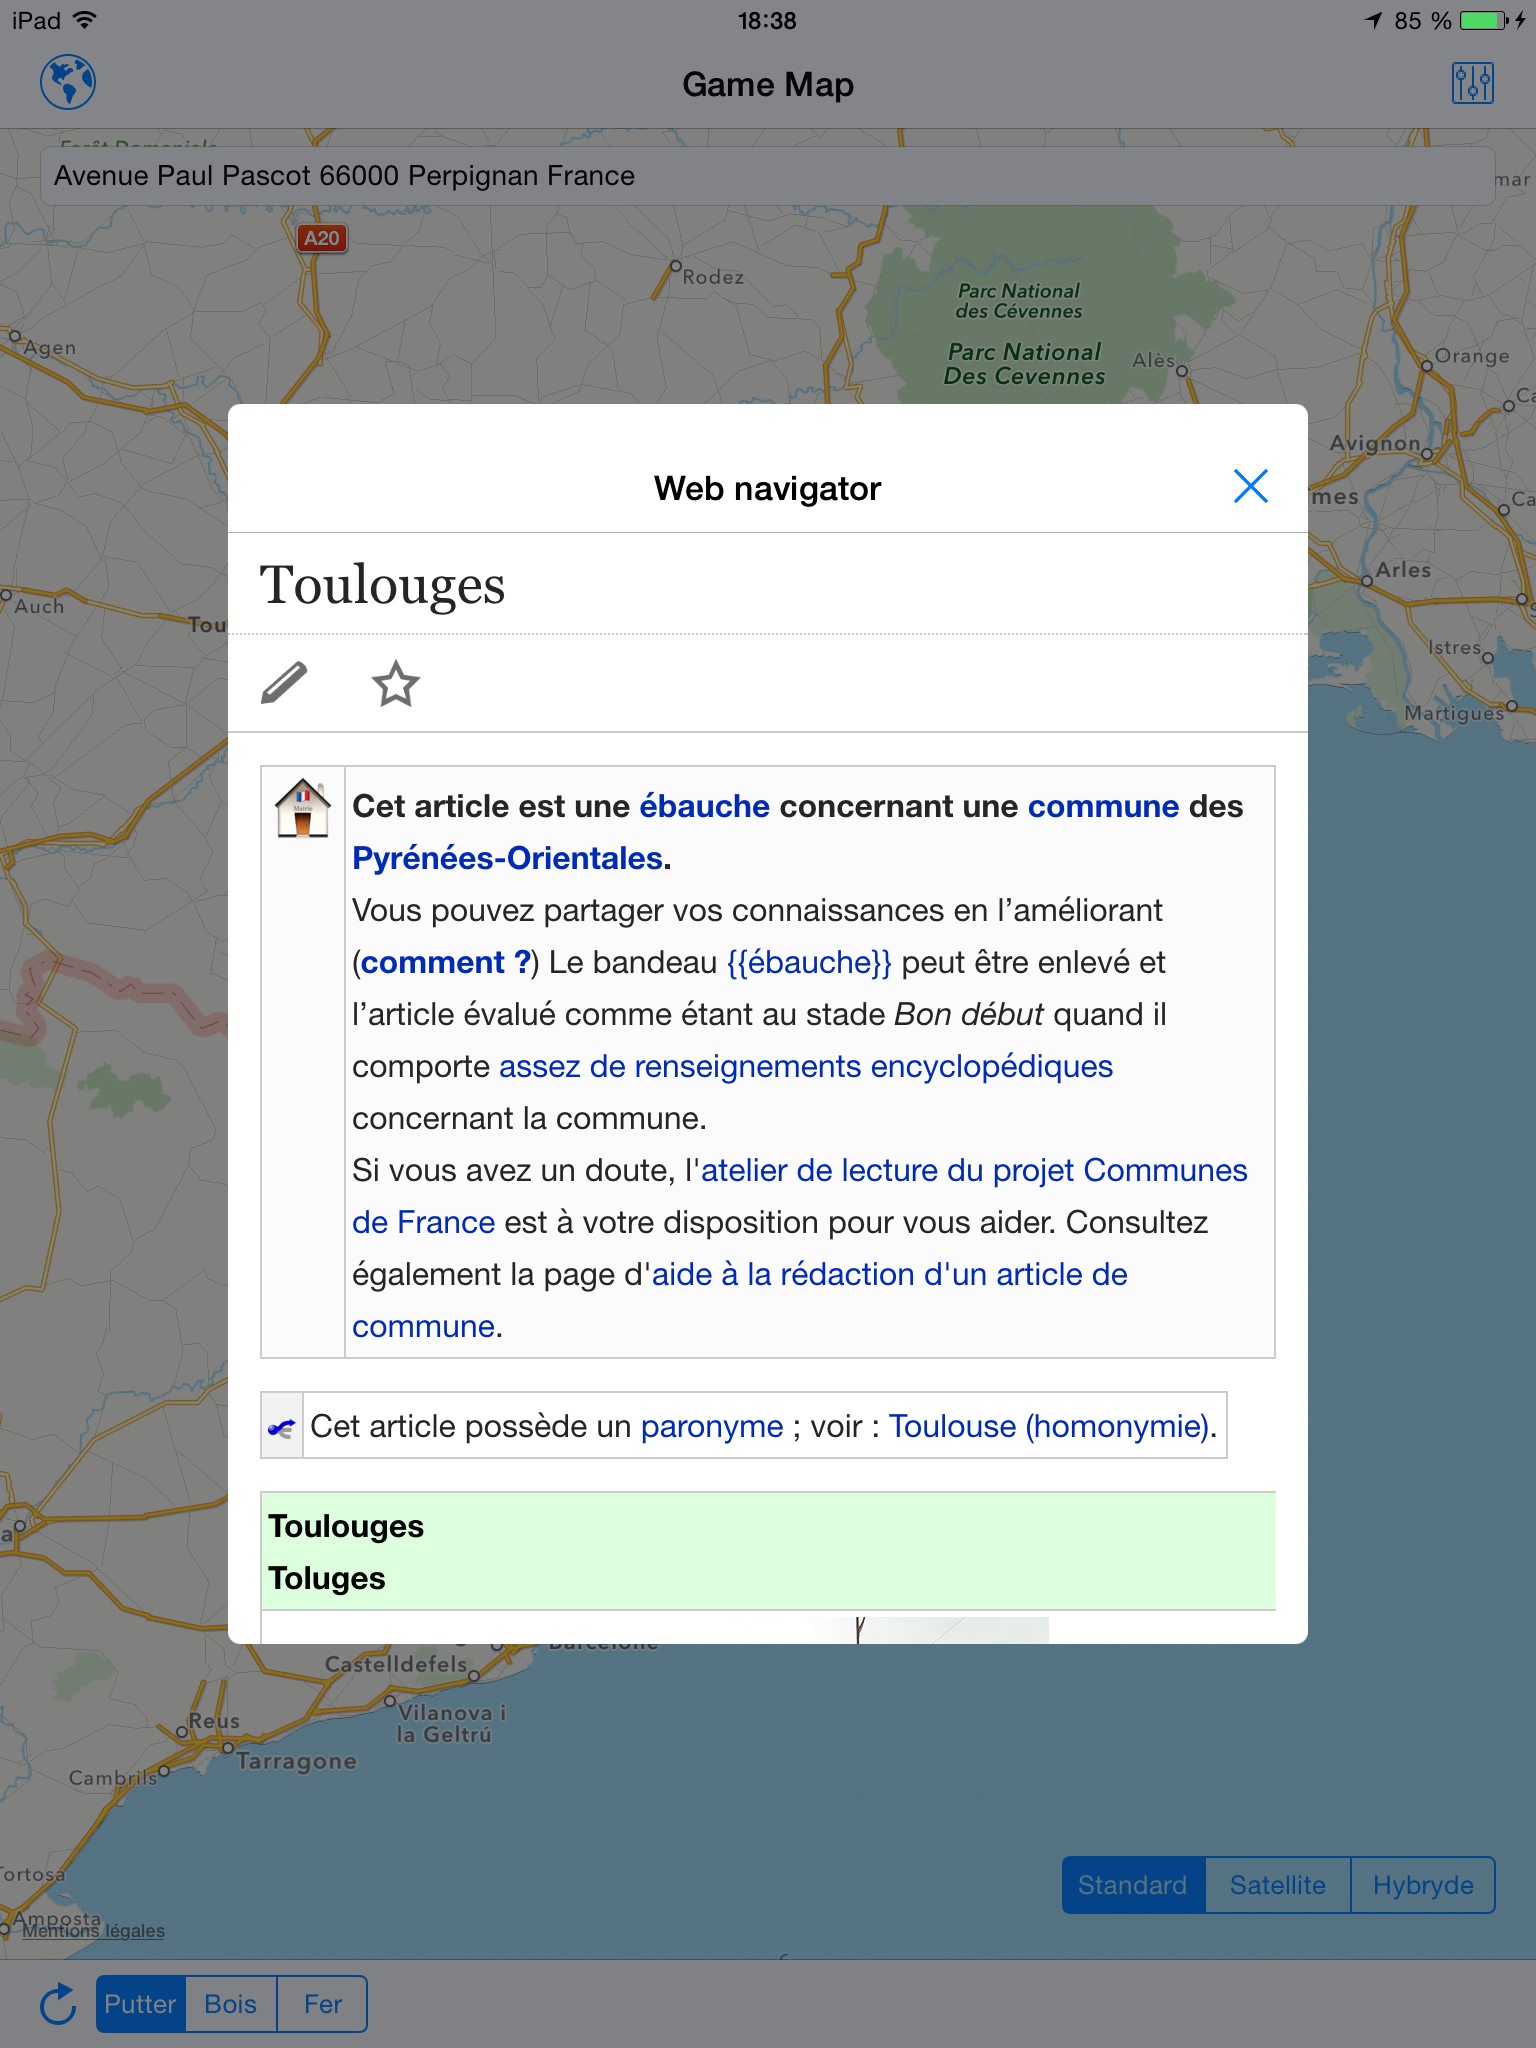 iPad 18:38 85 %
Game Map
Avenue Paul Pascot 66000 Perpignan France
A20
Rodez
Parc National
des Cévennes
Agen
Parc National
Des Cevennes
Alès
Orange
Avignon
Web navigator
Toulouges
Arles
Auch
Istres
Martigues
Mairie
Cet article est une ébauche concernant une commune des
Pyrénées-Orientales.
Vous pouvez partager vos connaissances en l’améliorant
(comment ?) Le bandeau {{ébauche}} peut être enlevé et
l’article évalué comme étant au stade Bon début quand il
comporte assez de renseignements encyclopédiques
concernant la commune.
Si vous avez un doute, l'atelier de lecture du projet Communes
de France est à votre disposition pour vous aider. Consultez
également la page d'aide à la rédaction d'un article de
commune.
Cet article possède un paronyme ; voir : Toulouse (homonymie).
Toulouges
Toluges
Barcelone
Castelldefels
Vilanova i
la Geltrú
Reus
Tarragone
Cambrils
Tortosa
Amposta
Mentions légales
Standard Satellite Hybryde
Putter Bois Fer